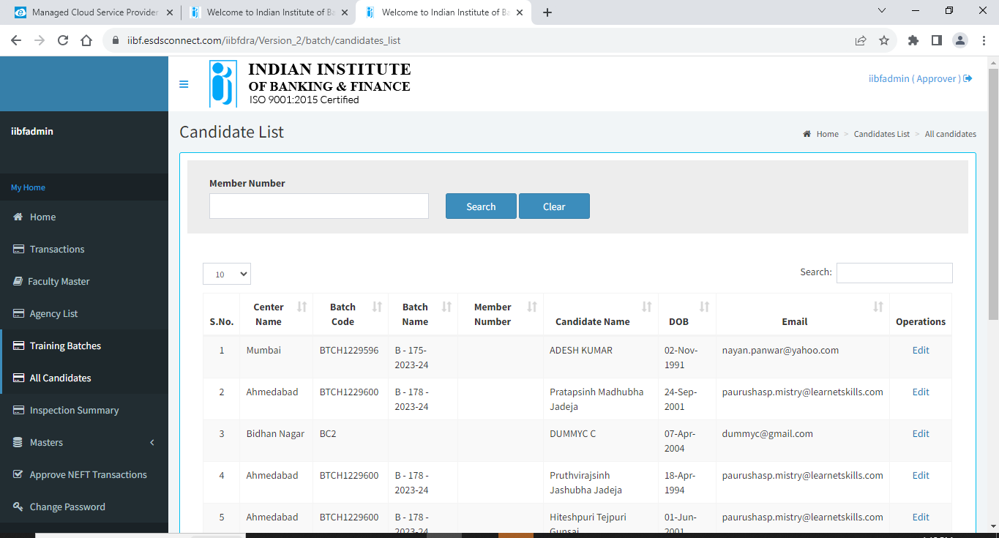 Managed Cloud Service Provider
Welcome to Indian Institute of Ba
Welcome to Indian Institute of Ba
iibf.esdsconnect.com/iibfdra/Version_2/batch/candidates_list
INDIAN INSTITUTE
OF BANKING & FINANCE
ISO 9001:2015 Certified
iibfadmin ( Approver )
iibfadmin
My Home
Home
Transactions
Faculty Master
Agency List
Training Batches
All Candidates
Inspection Summary
Masters
Approve NEFT Transactions
Change Password
Candidate List
Home > Candidates List > All candidates
Member Number
Search Clear
10
Search:
S.No. Center Name Batch Code Batch Name Member Number Candidate Name DOB Email Operations
1 Mumbai BTCH1229596 B - 175- ADESH KUMAR 02-Nov- nayan.panwar@yahoo.com Edit
2023-24 1991
2 Ahmedabad BTCH1229600 B - 178 - Pratapsinh Madhubha 24-Sep- paurushasp.mistry@learnetskills.com Edit
2023-24 Jadeja 2001
3 Bidhan Nagar BC2 DUMMYC C 07-Apr- dummyc@gmail.com Edit
2004
4 Ahmedabad BTCH1229600 B - 178 - Pruthvirajsinh 18-Apr- paurushasp.mistry@learnetskills.com Edit
2023-24 Jashubha Jadeja 1994
5 Ahmedabad BTCH1229600 B - 178 - Hiteshpuri Tejpuri 01-Jun- paurushasp.mistry@learnetskills.com Edit
2023-24 Gunsai 2001